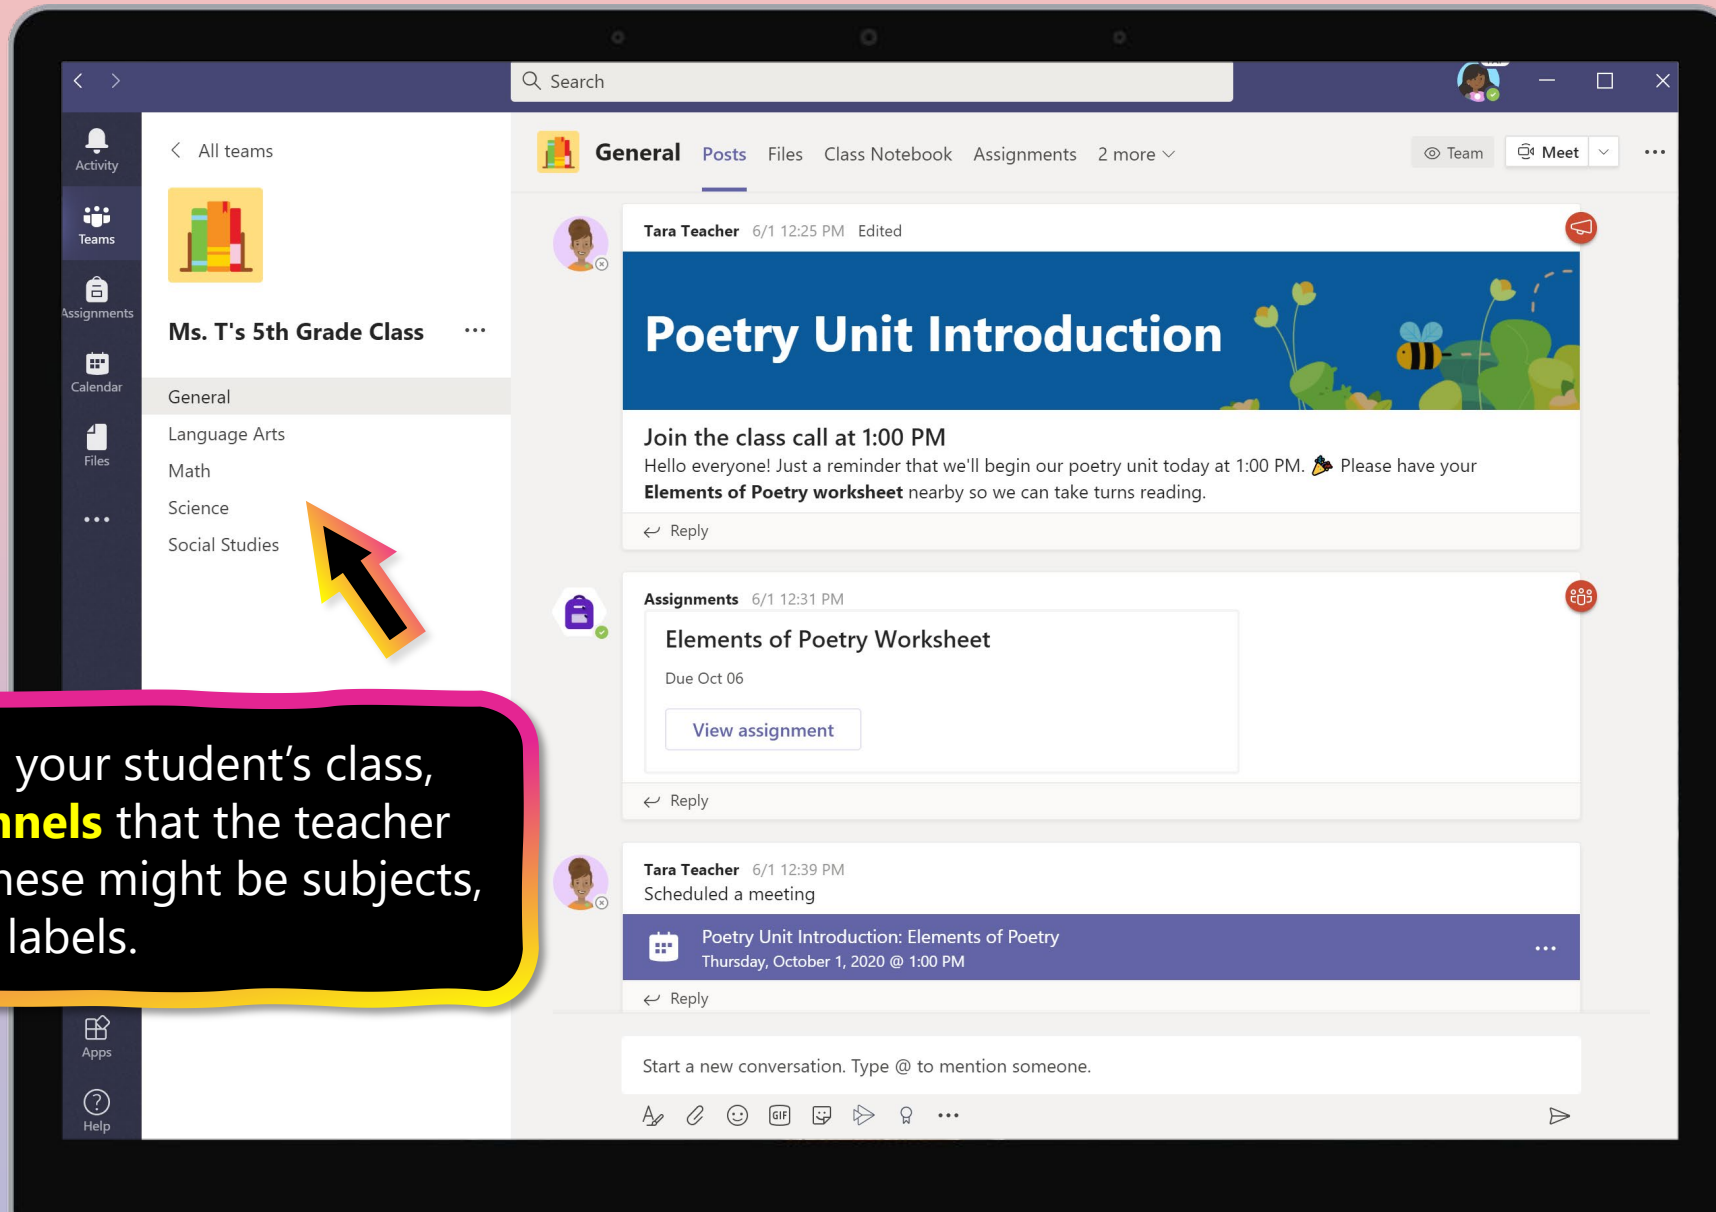 Search
Activity
Teams
Assignments
Calendar
Files
Apps
Help
All teams
Ms. T's 5th Grade Class
General
Language Arts
Math
Science
Social Studies
your student's class,
that the teacher
might be subjects,
labels.
General Posts Files Class Notebook Assignments 2 more
Team Meet
Tara Teacher 6/1 12:25 PM Edited
Poetry Unit Introduction
Join the class call at 1:00 PM
Hello everyone! Just a reminder that we'll begin our poetry unit today at 1:00 PM. 🎉 Please have your
Elements of Poetry worksheet nearby so we can take turns reading.
Reply
Assignments 6/1 12:31 PM
Elements of Poetry Worksheet
Due Oct 06
View assignment
Reply
Tara Teacher 6/1 12:39 PM
Scheduled a meeting
Poetry Unit Introduction: Elements of Poetry
Thursday, October 1, 2020 @ 1:00 PM
Reply
Start a new conversation. Type @ to mention someone.
GIF